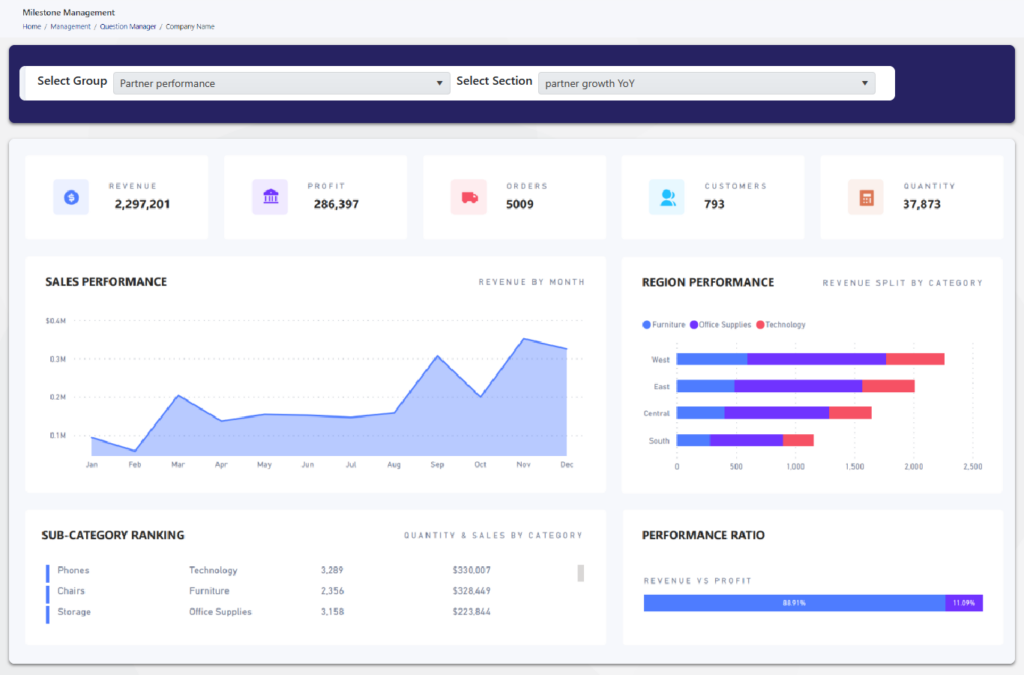 Milestone Management
Home / Management / Question Manager / Company Name
Select Group Partner performance Select Section partner growth YoY
REVENUE
2,297,201
PROFIT
286,397
ORDERS
5009
CUSTOMERS
793
QUANTITY
37,873
SALES PERFORMANCE REVENUE BY MONTH
$0.4M
0.3M
0.2M
0.1M
Jan Feb Mar Apr May Jun Jul Aug Sep Oct Nov Dec
REGION PERFORMANCE REVENUE SPLIT BY CATEGORY
Furniture Office Supplies Technology
West
East
Central
South
0 500 1,000 1,500 2,000 2,500
SUB-CATEGORY RANKING QUANTITY & SALES BY CATEGORY
Phones Technology 3,289 $330,007
Chairs Furniture 2,356 $328,449
Storage Office Supplies 3,158 $223,844
PERFORMANCE RATIO
REVENUE VS PROFIT
88.91% 11.09%